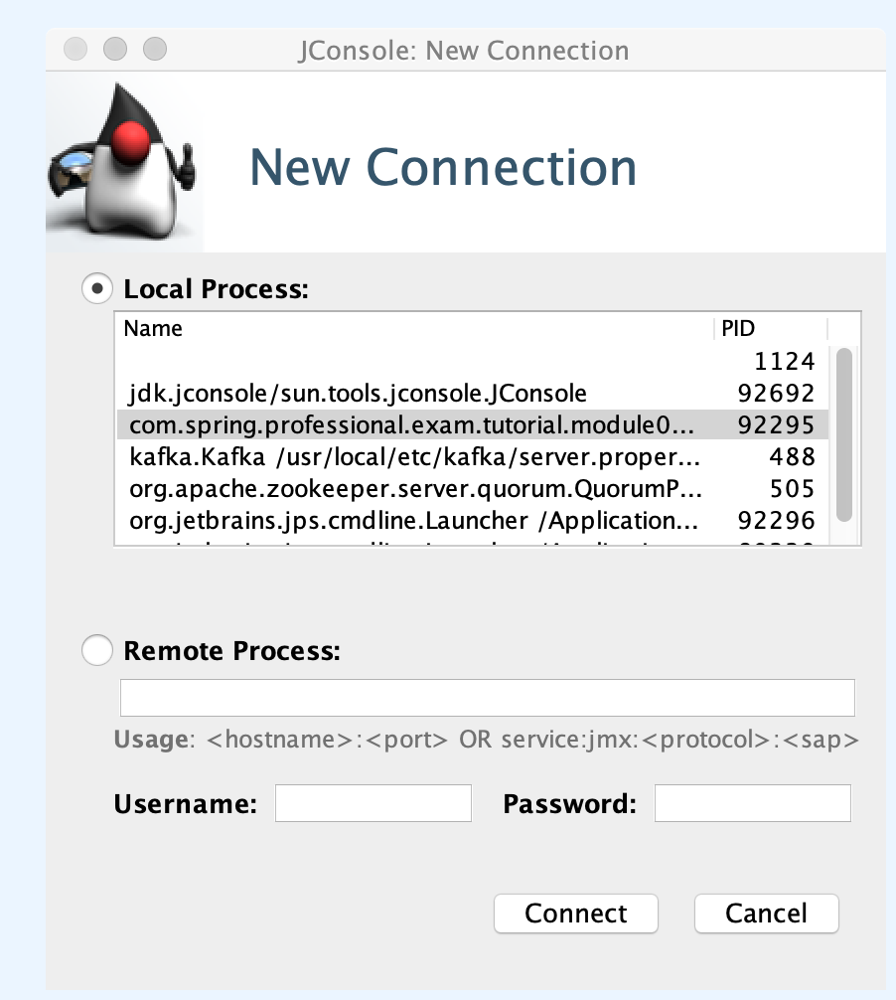 JConsole: New Connection
New Connection
Local Process:
Name PID
1124
jdk.jconsole/sun.tools.jconsole.JConsole 92692
com.spring.professional.exam.tutorial.module0... 92295
kafka.Kafka /usr/local/etc/kafka/server.proper... 488
org.apache.zookeeper.server.quorum.QuorumP... 505
org.jetbrains.jps.cmdline.Launcher /Application... 92296
Remote Process:
Usage: <hostname>:<port> OR service:jmx:<protocol>:<sap>
Username: Password:
Connect Cancel